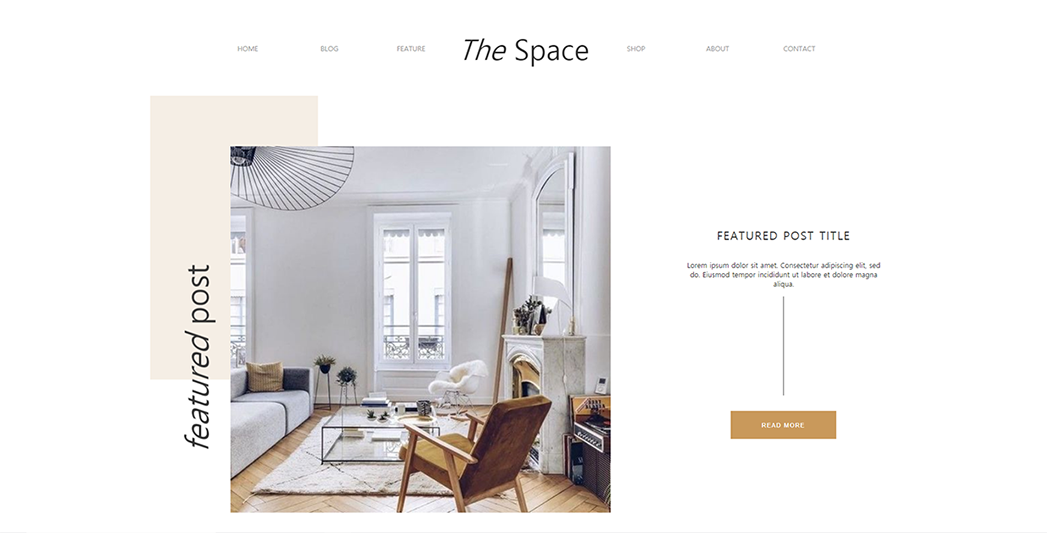 HOME
BLOG
FEATURE
The Space
SHOP
ABOUT
CONTACT
featured post
FEATURED POST TITLE
Lorem ipsum dolor sit amet. Consectetur adipiscing elit, sed
do. Eiusmod tempor incididunt ut labore et dolore magna
aliqua.
READ MORE